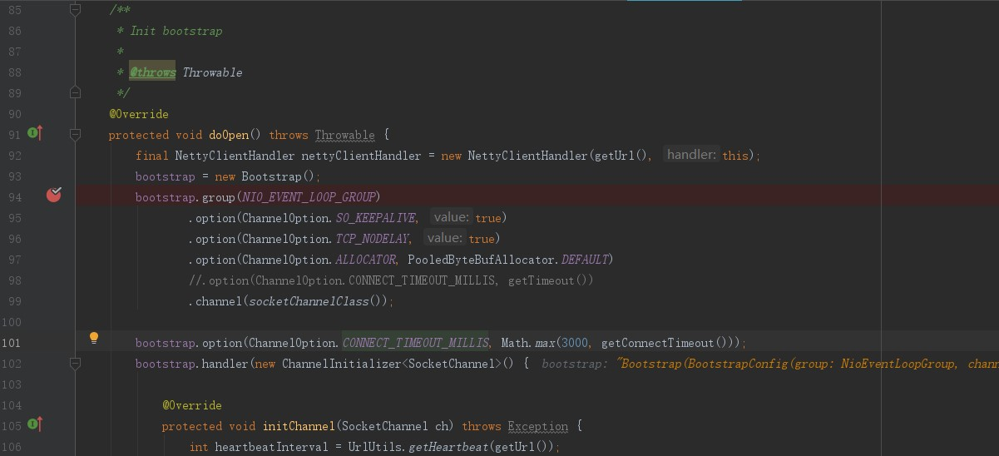 85 /**
86 * Init bootstrap
87 *
88 * @throws Throwable
89 */
90 @Override
91 protected void doOpen() throws Throwable {
92 final NettyClientHandler nettyClientHandler = new NettyClientHandler(getUrl(), handler: this);
93 bootstrap = new Bootstrap();
94 bootstrap.group(NIO_EVENT_LOOP_GROUP)
95 .option(ChannelOption.SO_KEEPALIVE, value: true)
96 .option(ChannelOption.TCP_NODELAY, value: true)
97 .option(ChannelOption.ALLOCATOR, PooledByteBufAllocator.DEFAULT)
98 //.option(ChannelOption.CONNECT_TIMEOUT_MILLIS, getTimeout())
99 .channel(socketChannelClass());
100
101 bootstrap.option(ChannelOption.CONNECT_TIMEOUT_MILLIS, Math.max(3000, getConnectTimeout()));
102 bootstrap.handler(new ChannelInitializer<SocketChannel>() { bootstrap: "Bootstrap(BootstrapConfig(group: NioEventLoopGroup, chann
103
104 @Override
105 protected void initChannel(SocketChannel ch) throws Exception {
106 int heartbeatInterval = UrlUtils.getHeartbeat(getUrl());